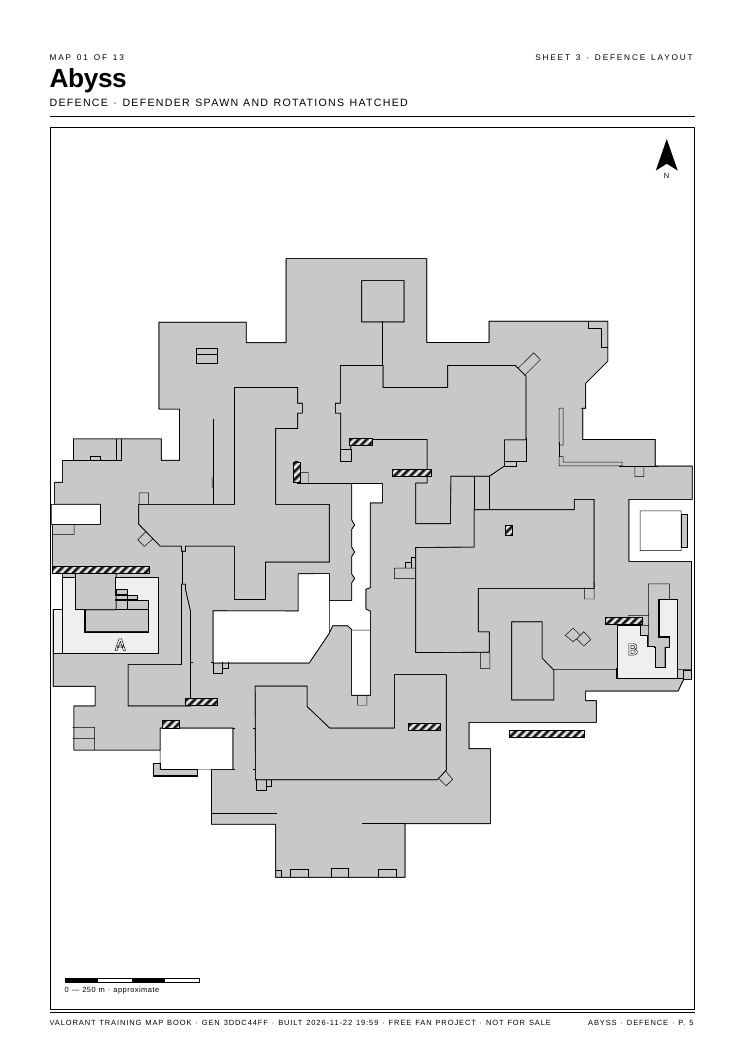 MAP 01 OF 13
SHEET 3 · DEFENCE LAYOUT
Abyss
DEFENCE · DEFENDER SPAWN AND ROTATIONS HATCHED
N
A
B
0 — 250 m · approximate
VALORANT TRAINING MAP BOOK · GEN 3DDC44FF · BUILT 2026-11-22 19:59 · FREE FAN PROJECT · NOT FOR SALE
ABYSS · DEFENCE · P. 5